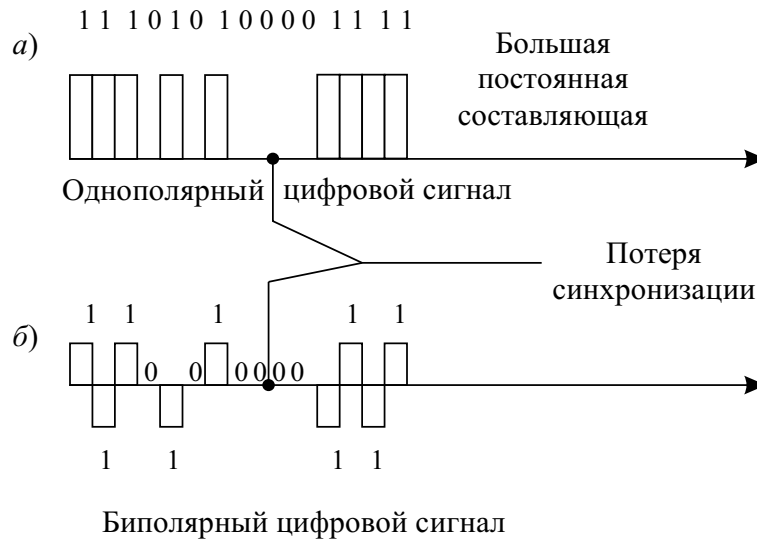 1 1 1 0 1 0 1 0 0 0 0 1 1 1 1
а)
Большая
постоянная
составляющая
Однополярный цифровой сигнал
Потеря
синхронизации
1 1 1 1 1
б)
0 0 0 0 0 0
1 1 1 1
Биполярный цифровой сигнал